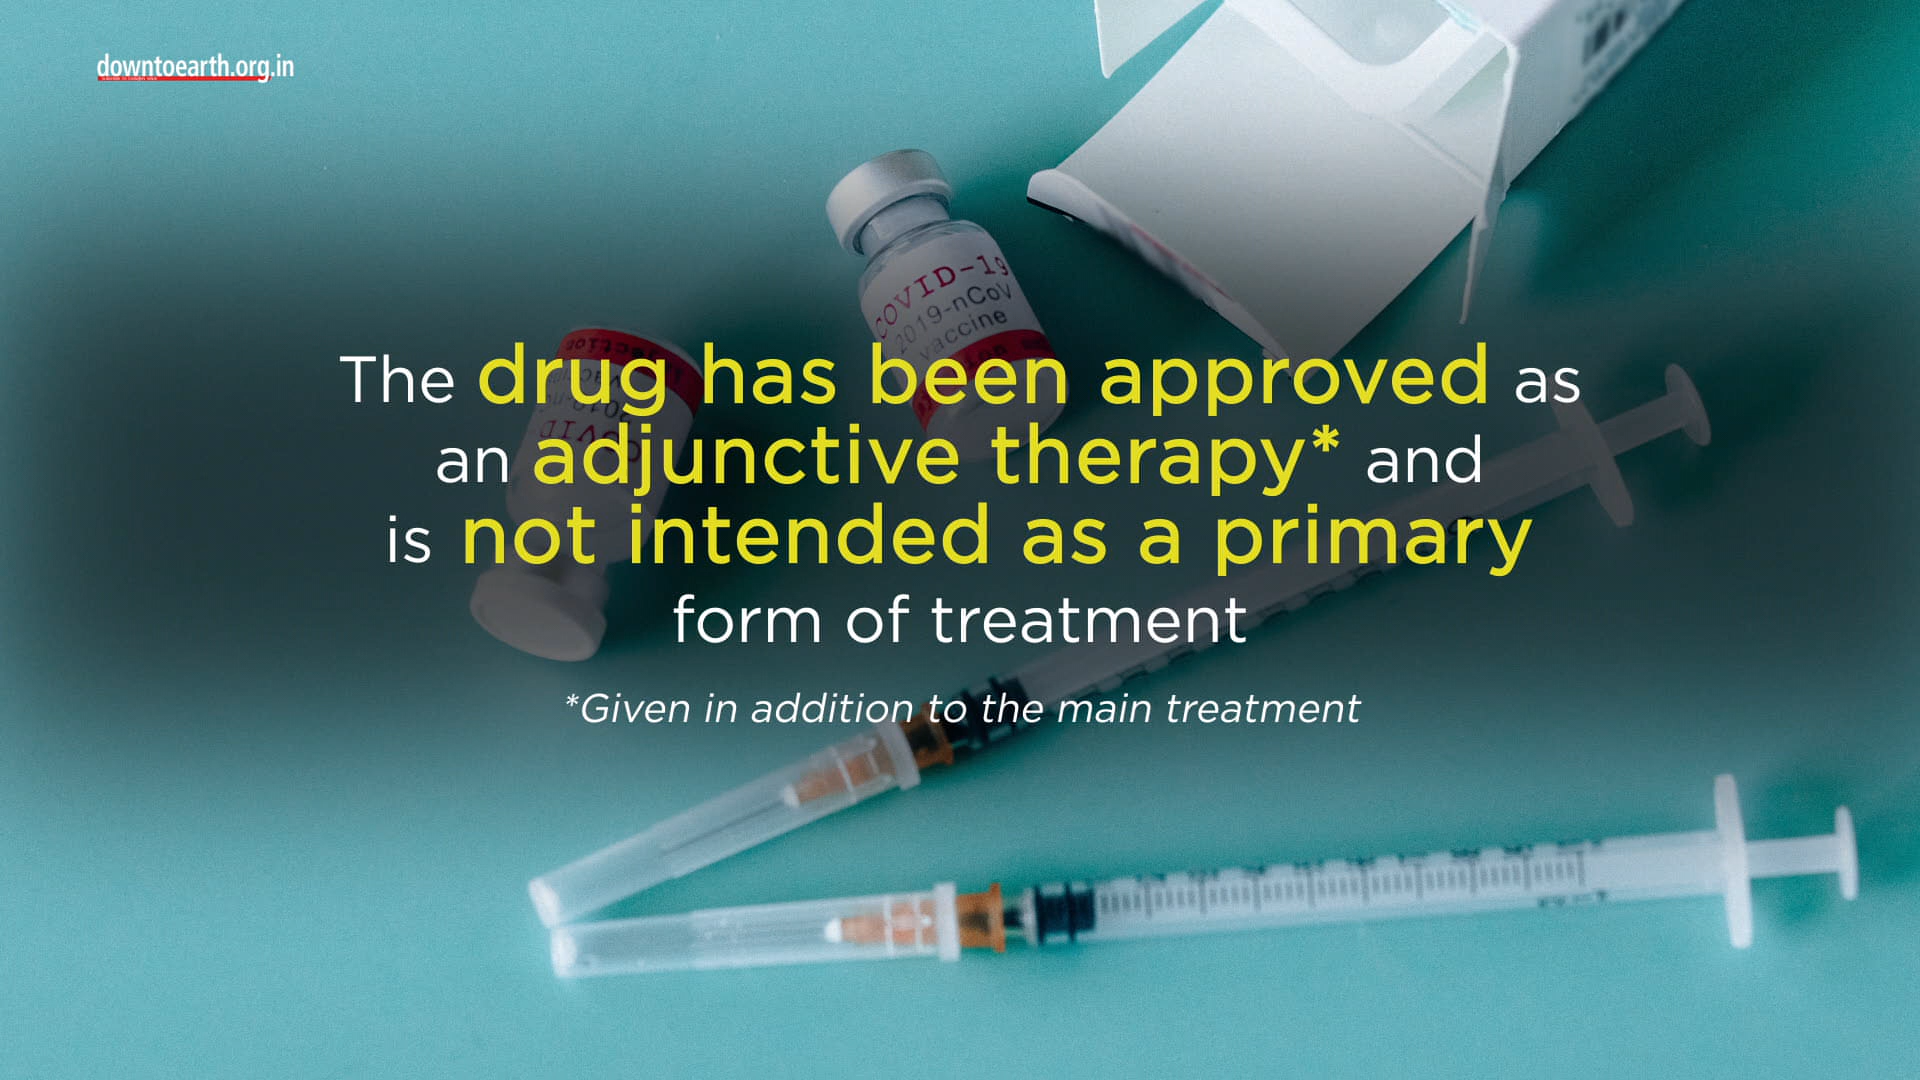 downtoearth.org.in
COVID-19
2019-nCoV
vaccine
The drug has been approved as
an adjunctive therapy* and
is not intended as a primary
form of treatment
*Given in addition to the main treatment